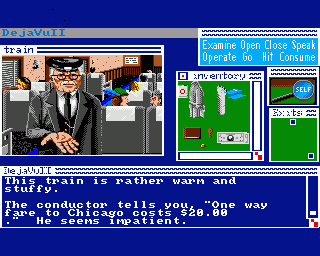 DejaVuII
Examine Open Close Speak
Operate Go Hit Consume
train
inventory
SELF
Exits
DejaVuII
This train is rather warm and
stuffy.
The conductor tells you, "One way
fare to Chicago costs $20.00
." He seems impatient.